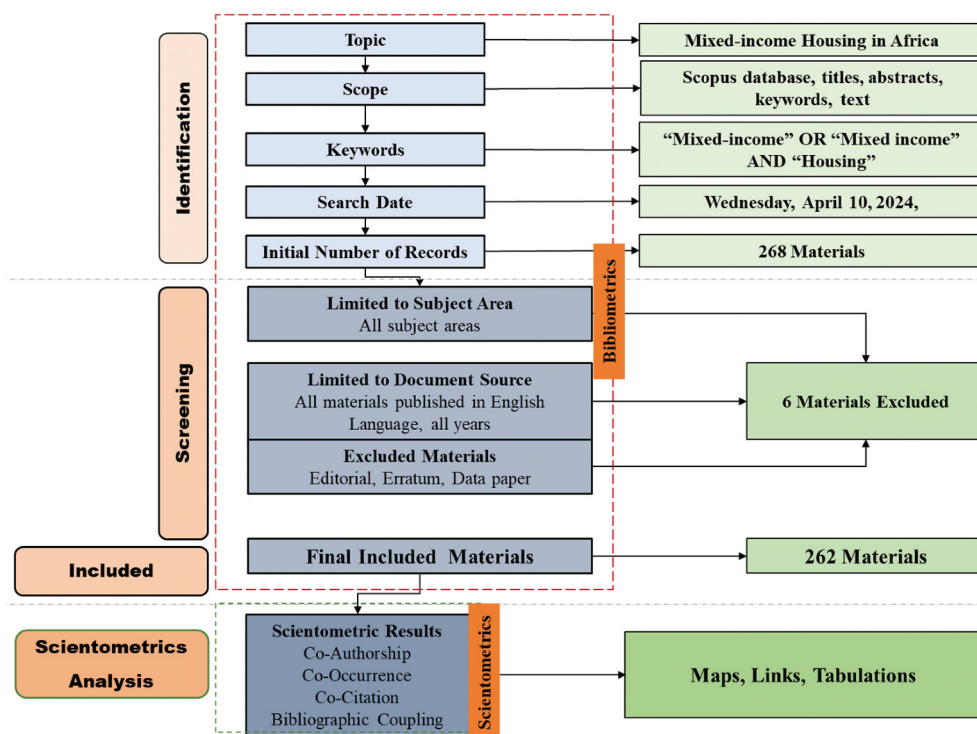 Identification
Topic
Mixed-income Housing in Africa
Scope
Scopus database, titles, abstracts,
keywords, text
Keywords
“Mixed-income” OR “Mixed income”
AND “Housing”
Search Date
Wednesday, April 10, 2024,
Initial Number of Records
268 Materials
Bibliometrics
Screening
Limited to Subject Area
All subject areas
Limited to Document Source
All materials published in English
Language, all years
Excluded Materials
Editorial, Erratum, Data paper
6 Materials Excluded
Included
Final Included Materials
262 Materials
Scientometrics
Analysis
Scientometric Results
Co-Authorship
Co-Occurrence
Co-Citation
Bibliographic Coupling
Scientometrics
Maps, Links, Tabulations